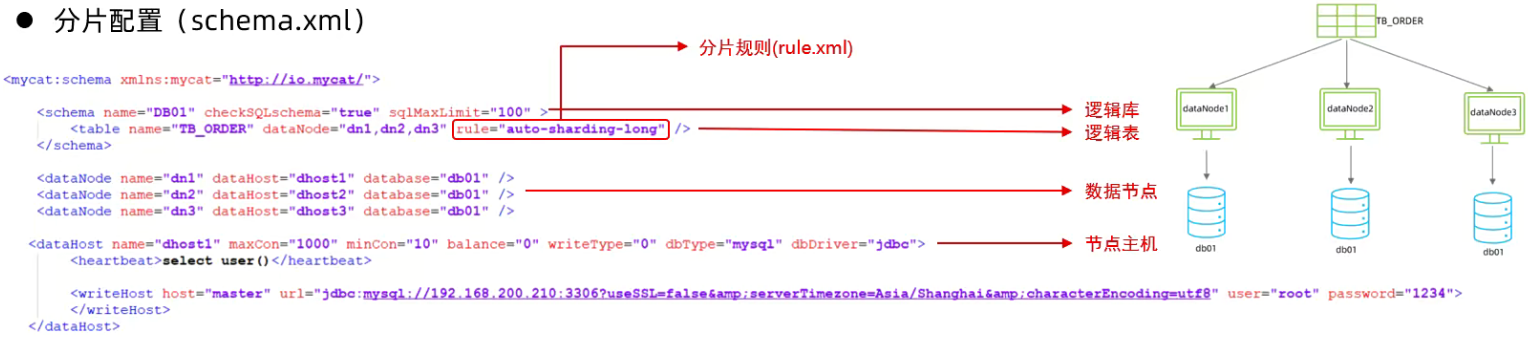 ● 分片配置（schema.xml）
分片规则(rule.xml)
<mycat:schema xmlns:mycat="http://io.mycat/">
<schema name="DB01" checkSQLschema="true" sqlMaxLimit="100" >
逻辑库
<table name="TB_ORDER" dataNode="dn1,dn2,dn3" rule="auto-sharding-long" />
逻辑表
</schema>
<dataNode name="dn1" dataHost="dhost1" database="db01" />
<dataNode name="dn2" dataHost="dhost2" database="db01" />
数据节点
<dataNode name="dn3" dataHost="dhost3" database="db01" />
<dataHost name="dhost1" maxCon="1000" minCon="10" balance="0" writeType="0" dbType="mysql" dbDriver="jdbc">
节点主机
<heartbeat>select user()</heartbeat>
<writeHost host="master" url="jdbc:mysql://192.168.200.210:3306?useSSL=false&amp;serverTimezone=Asia/Shanghai&amp;characterEncoding=utf8" user="root" password="1234">
</writeHost>
</dataHost>
TB_ORDER
dataNode1
dataNode2
dataNode3
db01
db01
db01